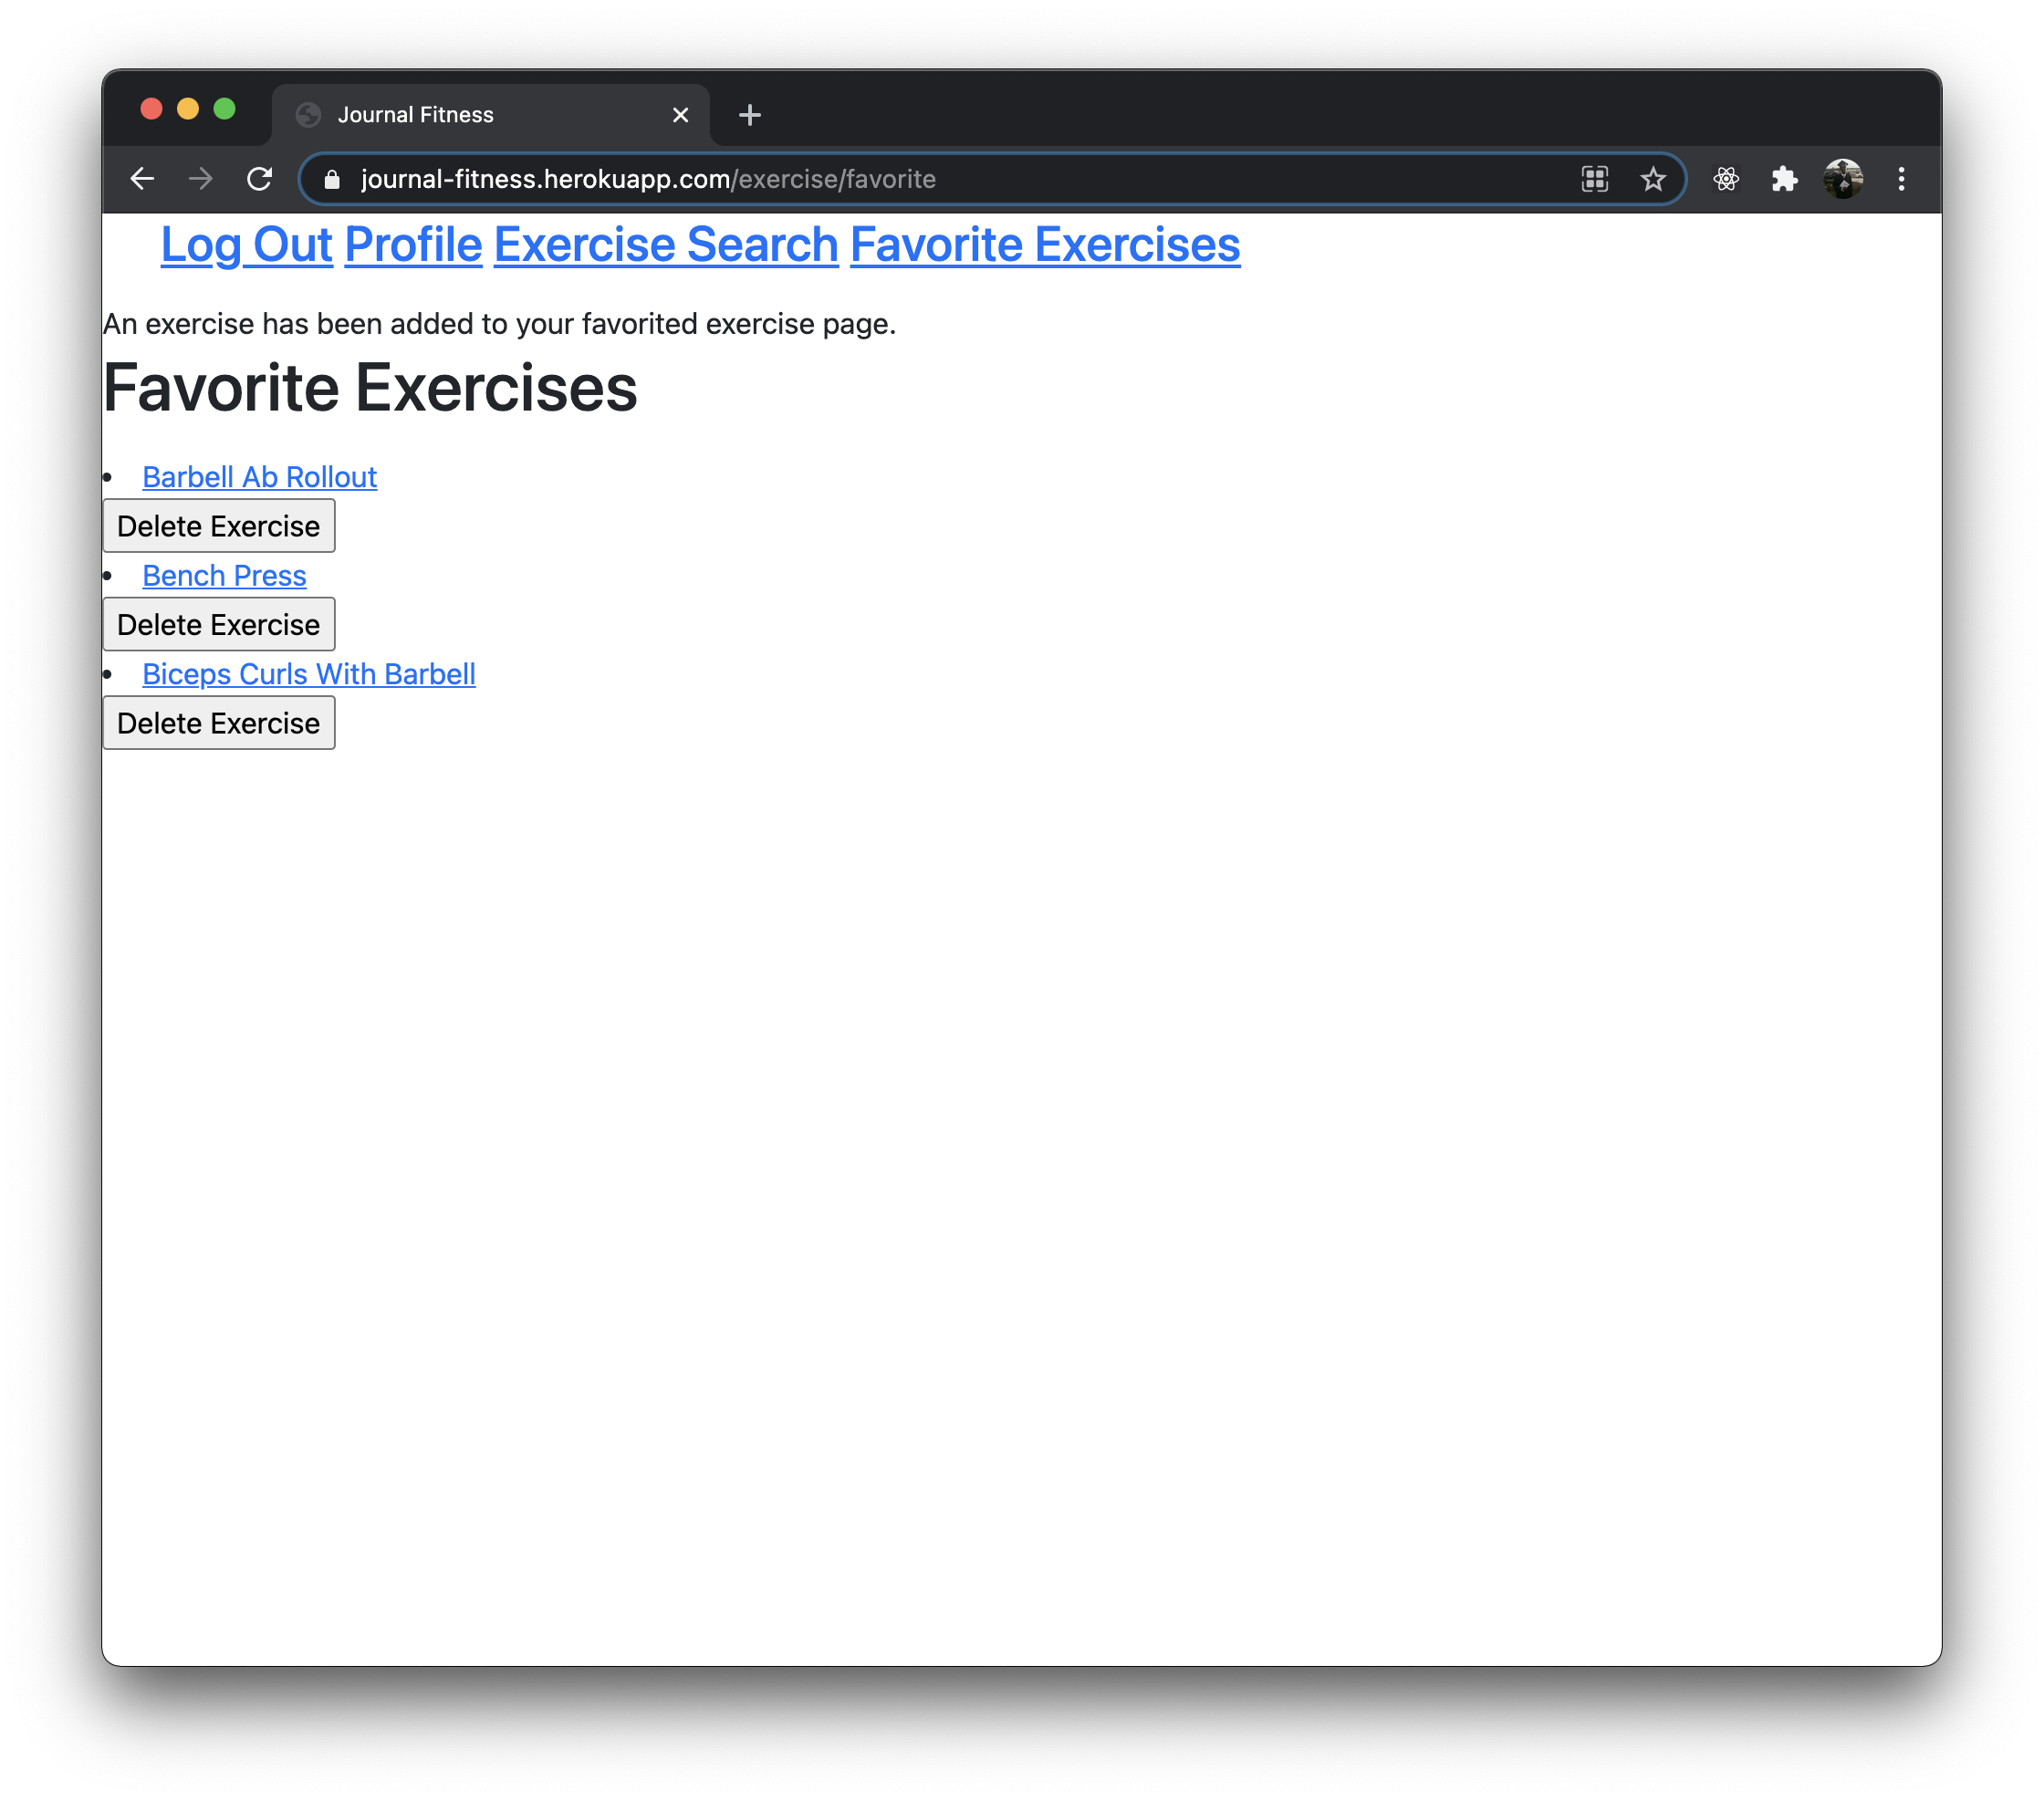 Journal Fitness
journal-fitness.herokuapp.com/exercise/favorite
Log Out Profile Exercise Search Favorite Exercises
An exercise has been added to your favorited exercise page.
Favorite Exercises
• Barbell Ab Rollout
Delete Exercise
• Bench Press
Delete Exercise
• Biceps Curls With Barbell
Delete Exercise